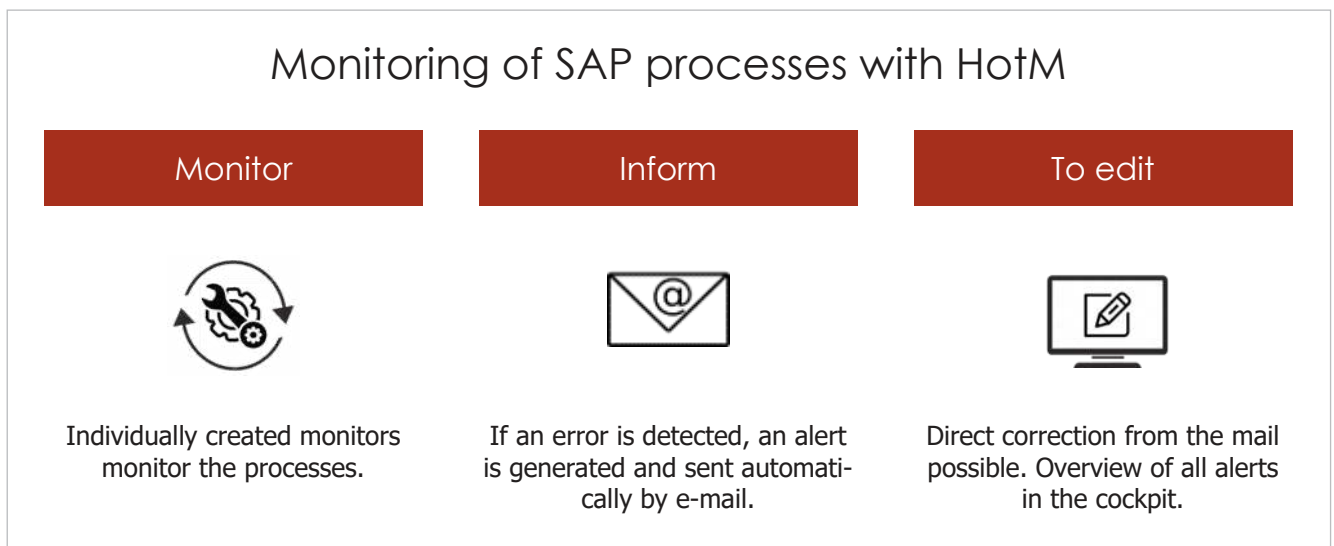 Monitoring of SAP processes with HotM
Monitor
Inform
To edit
@
Individually created monitors
monitor the processes.
If an error is detected, an alert
is generated and sent automati-
cally by e-mail.
Direct correction from the mail
possible. Overview of all alerts
in the cockpit.